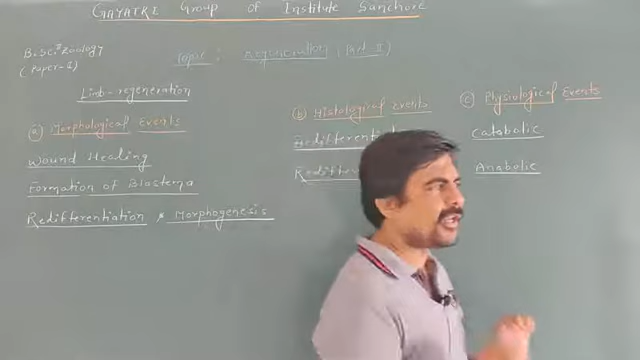 GAYATRI Group of Institute Sanchore
B.Sc. Zoology
(Paper-I)
Topic: Regeneration (Part-II)
Limb-regeneration
(a) Morphological Events
Wound Healing
Formation of Blastema
Redifferentiation & Morphogenesis
(b) Histological Events
(c) Physiological Events
Catabolic
Anabolic